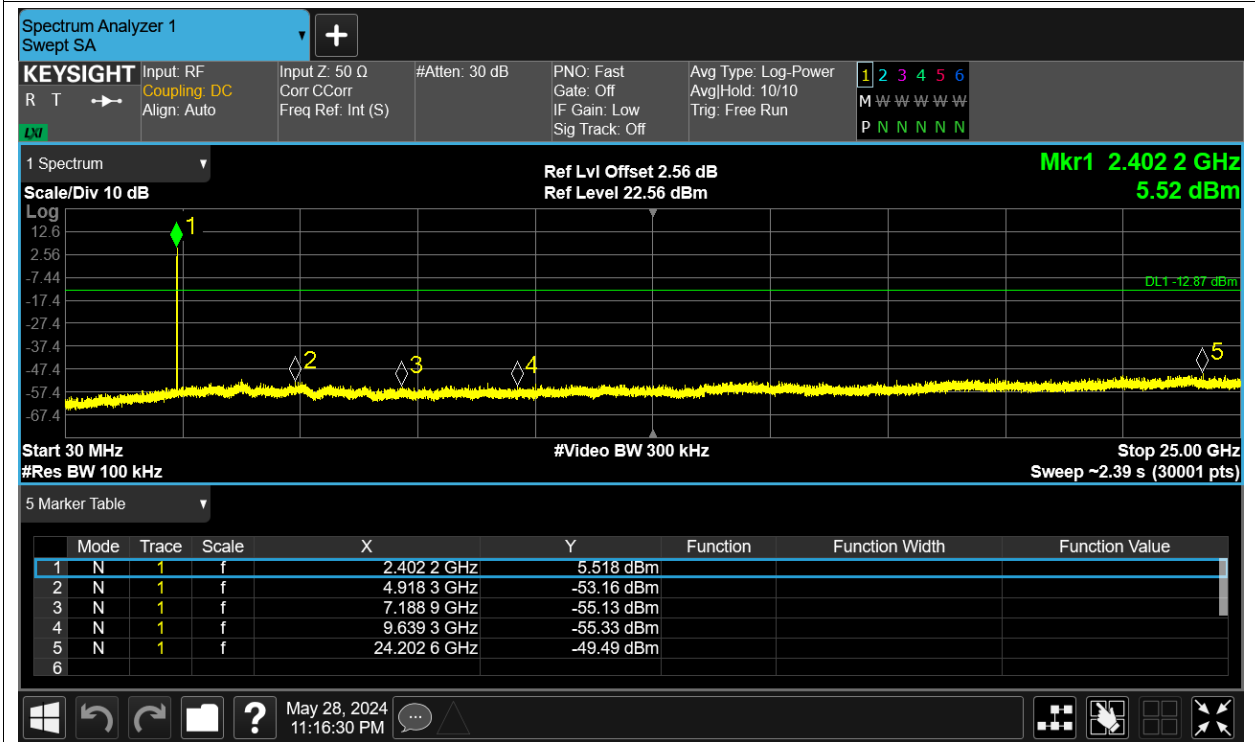 Spectrum Analyzer 1
Swept SA
KEYSIGHT
R T
LXI
Input: RF
Coupling: DC
Align: Auto
Input Z: 50 Ω
Corr CCorr
Freq Ref: Int (S)
#Atten: 30 dB
PNO: Fast
Gate: Off
IF Gain: Low
Sig Track: Off
Avg Type: Log-Power
Avg|Hold: 10/10
Trig: Free Run
1 2 3 4 5 6
M W W W W W
P N N N N N
1 Spectrum
Scale/Div 10 dB
Ref Lvl Offset 2.56 dB
Ref Level 22.56 dBm
Mkr1 2.402 2 GHz
5.52 dBm
Log
12.6
2.56
-7.44
-17.4
-27.4
-37.4
-47.4
-57.4
-67.4
1
2
3
4
5
DL1 -12.87 dBm
Start 30 MHz
#Video BW 300 kHz
Stop 25.00 GHz
#Res BW 100 kHz
Sweep ~2.39 s (30001 pts)
5 Marker Table
Mode Trace Scale X Y Function Function Width Function Value
1 N 1 f 2.402 2 GHz 5.518 dBm
2 N 1 f 4.918 3 GHz -53.16 dBm
3 N 1 f 7.188 9 GHz -55.13 dBm
4 N 1 f 9.639 3 GHz -55.33 dBm
5 N 1 f 24.202 6 GHz -49.49 dBm
6
?
May 28, 2024
11:16:30 PM